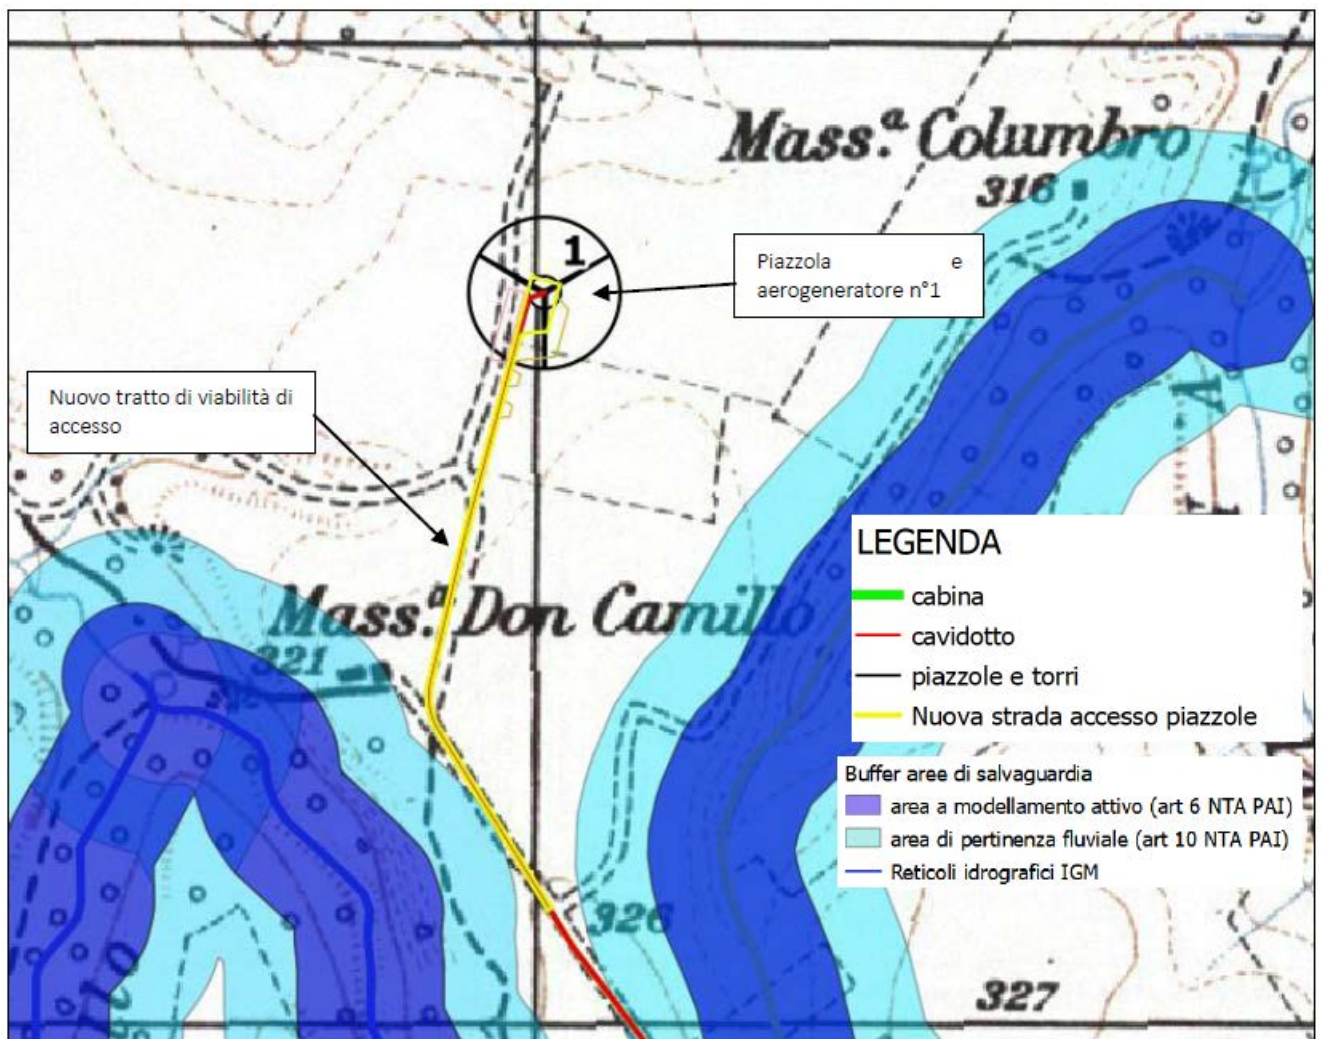 Mass.ª Columbro
316
1
Piazzola e
aerogeneratore n°1
Nuovo tratto di viabilità di
accesso
Mass.ª Don Camillo
321
LEGENDA
cabina
cavidotto
piazzole e torri
Nuova strada accesso piazzole
Buffer aree di salvaguardia
area a modellamento attivo (art 6 NTA PAI)
area di pertinenza fluviale (art 10 NTA PAI)
Reticoli idrografici IGM
326
327